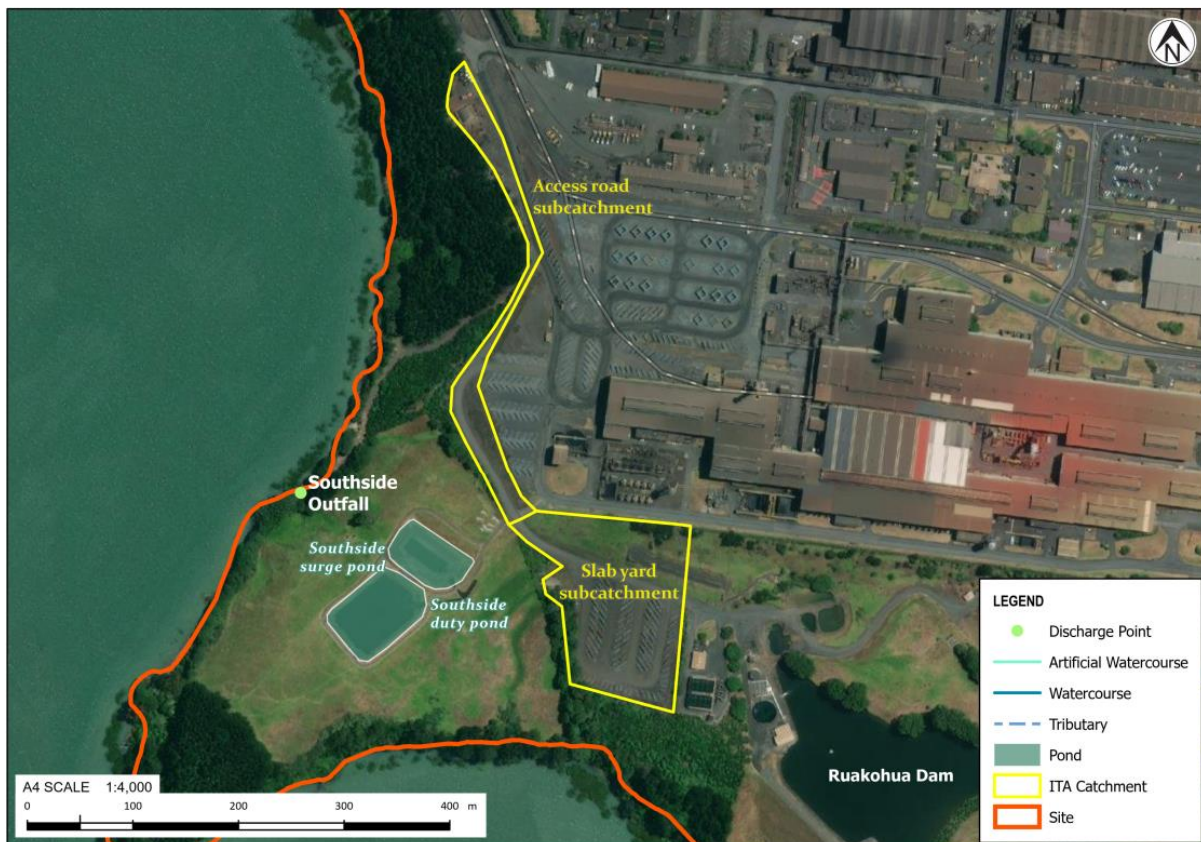 N
Access road
subcatchment
Southside
Outfall
Southside
surge pond
Southside
duty pond
Slab yard
subcatchment
Ruakohua Dam
A4 SCALE 1:4,000
0 100 200 300 400 m
LEGEND
Discharge Point
Artificial Watercourse
Watercourse
Tributary
Pond
ITA Catchment
Site